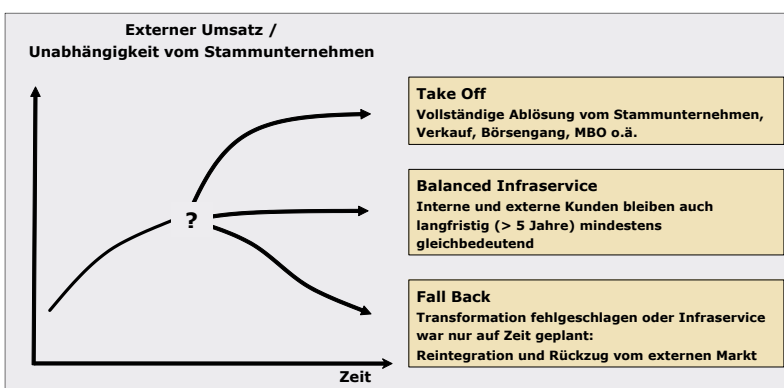 Externer Umsatz /
Unabhängigkeit vom Stammunternehmen
?
Zeit
Take Off
Vollständige Ablösung vom Stammunternehmen,
Verkauf, Börsengang, MBO o.ä.
Balanced Infraservice
Interne und externe Kunden bleiben auch
langfristig (> 5 Jahre) mindestens
gleichbedeutend
Fall Back
Transformation fehlgeschlagen oder Infraservice
war nur auf Zeit geplant:
Reintegration und Rückzug vom externen Markt